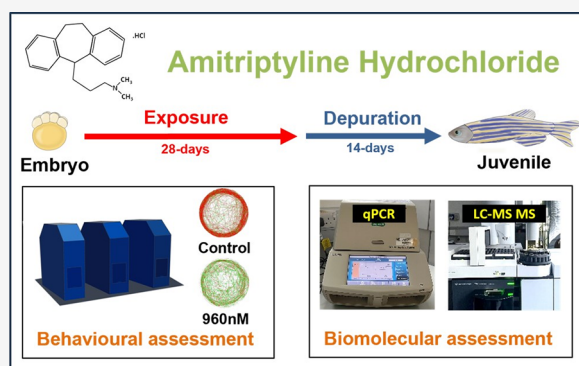 .HCl
N
CH₃
CH₃
Amitriptyline Hydrochloride
Exposure
28-days
Depuration
14-days
Embryo
Juvenile
Control
960nM
Behavioural assessment
qPCR
LC-MS MS
Biomolecular assessment